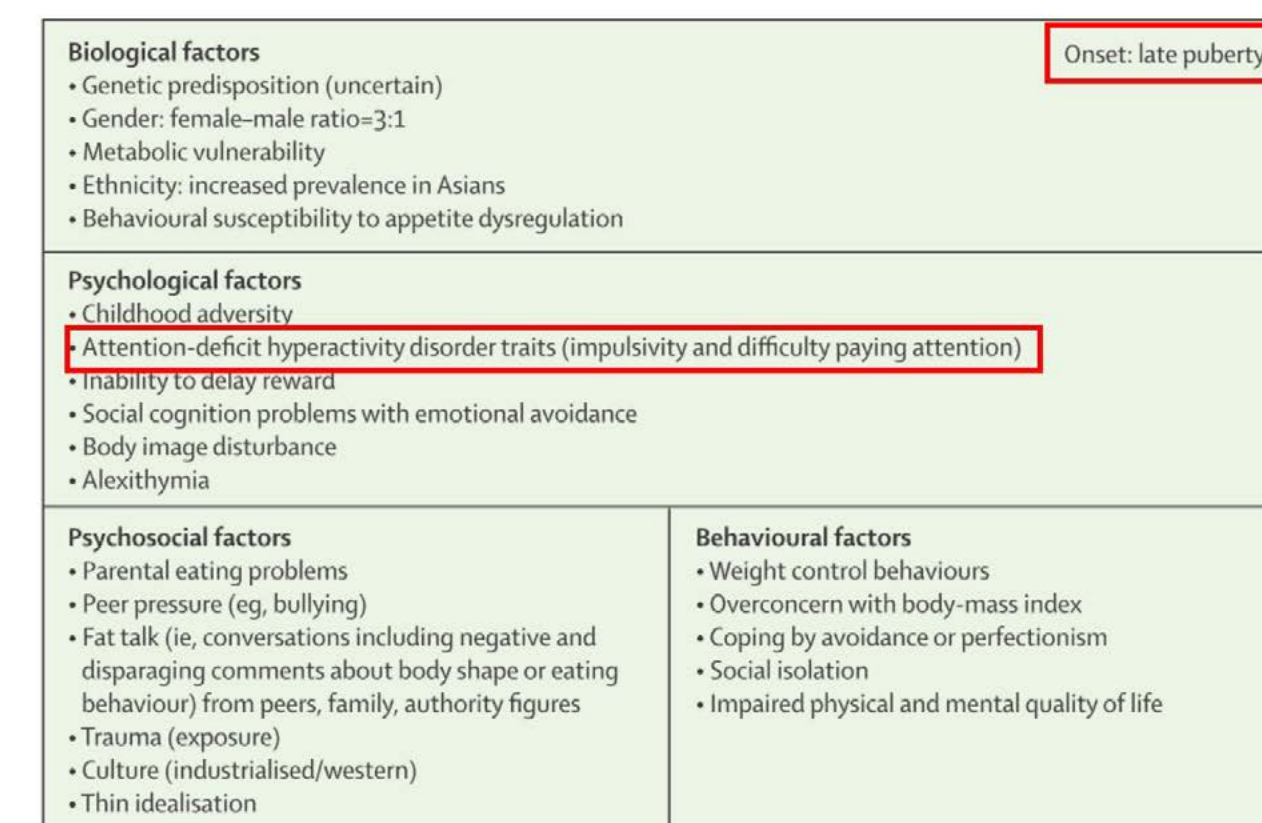 Biological factors
Onset: late puberty
• Genetic predisposition (uncertain)
• Gender: female–male ratio=3:1
• Metabolic vulnerability
• Ethnicity: increased prevalence in Asians
• Behavioural susceptibility to appetite dysregulation
Psychological factors
• Childhood adversity
• Attention-deficit hyperactivity disorder traits (impulsivity and difficulty paying attention)
• Inability to delay reward
• Social cognition problems with emotional avoidance
• Body image disturbance
• Alexithymia
Psychosocial factors
• Parental eating problems
• Peer pressure (eg, bullying)
• Fat talk (ie, conversations including negative and
disparaging comments about body shape or eating
behaviour) from peers, family, authority figures
• Trauma (exposure)
• Culture (industrialised/western)
• Thin idealisation
Behavioural factors
• Weight control behaviours
• Overconcern with body-mass index
• Coping by avoidance or perfectionism
• Social isolation
• Impaired physical and mental quality of life